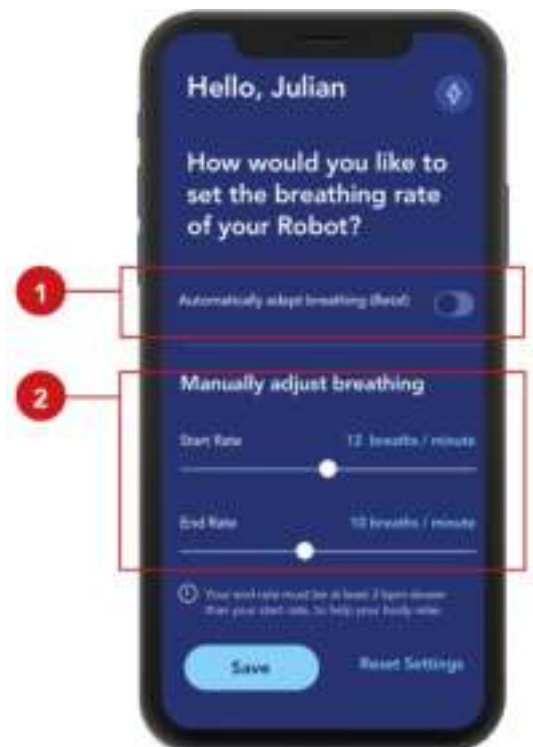 Hello, Julian
How would you like to
set the breathing rate
of your Robot?
1
Automatically adapt breathing (Beta)
2
Manually adjust breathing
Start Rate
12 breaths / minute
End Rate
10 breaths / minute
Your end rate must be at least 2 bpm slower
than your start rate, to help your body relax
Save
Reset Settings